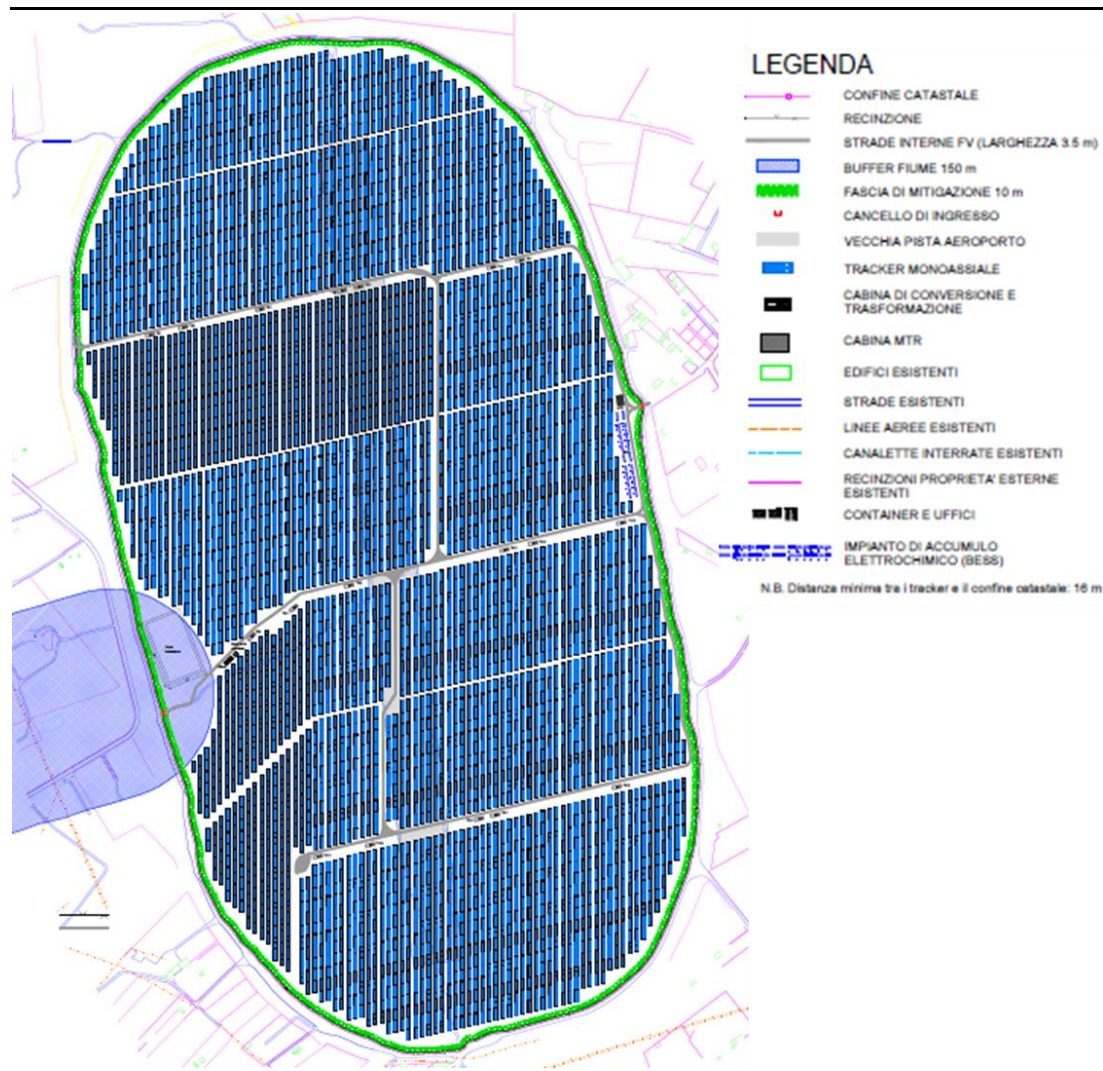 LEGENDA
CONFINE CATASTALE
RECINZIONE
STRADE INTERNE FV (LARGHEZZA 3.5 m)
BUFFER FIUME 150 m
FASCIA DI MITIGAZIONE 10 m
CANCELLO DI INGRESSO
VECCHIA PISTA AEROPORTO
TRACKER MONOASSIALE
CABINA DI CONVERSIONE E
TRASFORMAZIONE
CABINA MTR
EDIFICI ESISTENTI
STRADE ESISTENTI
LINEE AEREE ESISTENTI
CANALETTE INTERRATE ESISTENTI
RECINZIONI PROPRIETA' ESTERNE
ESISTENTI
CONTAINER E UFFICI
IMPIANTO DI ACCUMULO
ELETTROCHIMICO (BESS)
N.B. Distanza minima tra i tracker e il confine catastale: 16 m